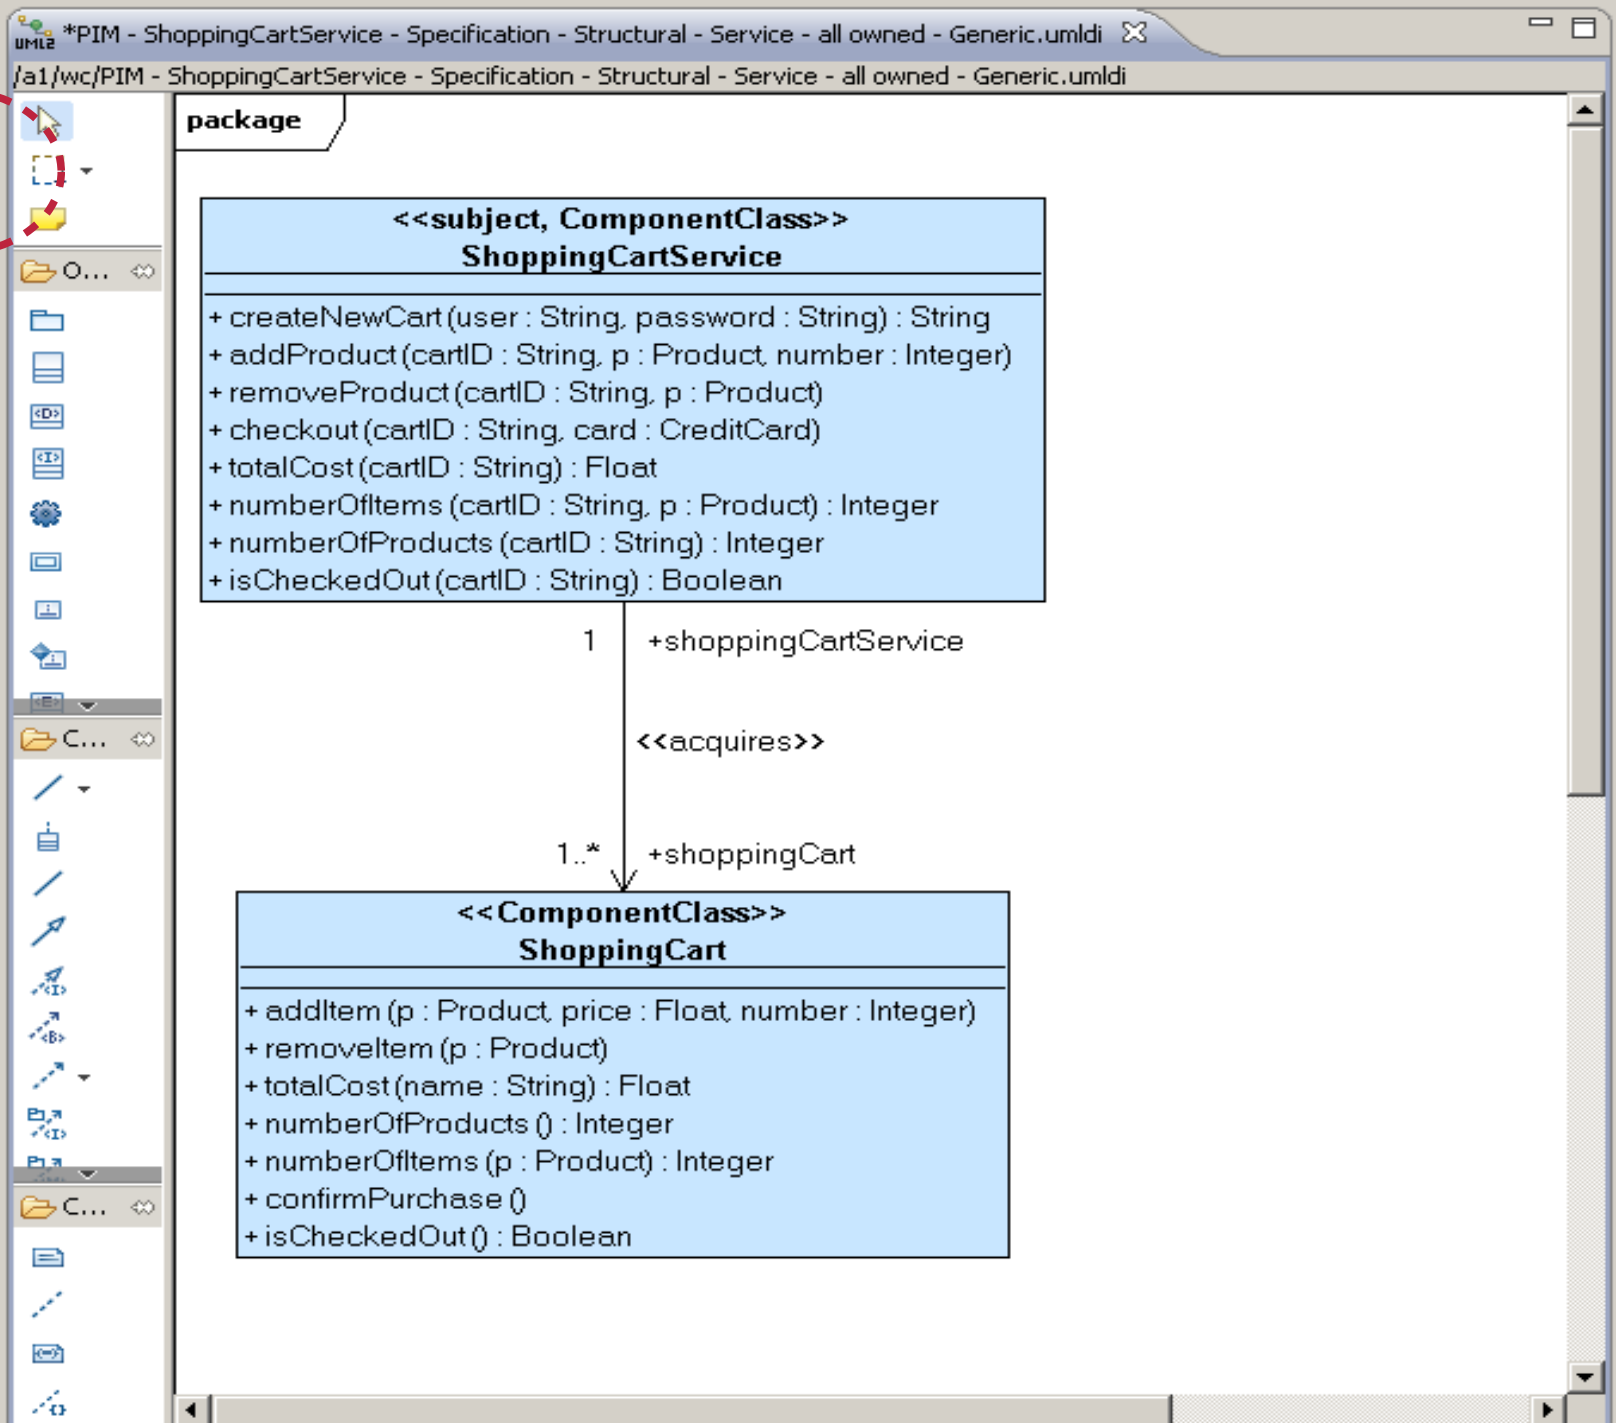 UML2 *PIM - ShoppingCartService - Specification - Structural - Service - all owned - Generic.umldi
/a1/wc/PIM - ShoppingCartService - Specification - Structural - Service - all owned - Generic.umldi
package
<<subject, ComponentClass>>
ShoppingCartService
+ createNewCart(user : String, password : String) : String
+ addProduct(cartID : String, p : Product, number : Integer)
+ removeProduct(cartID : String, p : Product)
+ checkout(cartID : String, card : CreditCard)
+ totalCost(cartID : String) : Float
+ numberOfItems (cartID : String, p : Product) : Integer
+ numberOfProducts (cartID : String) : Integer
+ isCheckedOut(cartID : String) : Boolean
1 +shoppingCartService
<<acquires>>
1..* +shoppingCart
<<ComponentClass>>
ShoppingCart
+ addItem (p : Product, price : Float, number : Integer)
+ removeItem (p : Product)
+ totalCost(name : String) : Float
+ numberOfProducts () : Integer
+ numberOfItems (p : Product) : Integer
+ confirmPurchase ()
+ isCheckedOut() : Boolean
O...
<D>
<I>
<E>
C...
<I>
<B>
<I>
C...